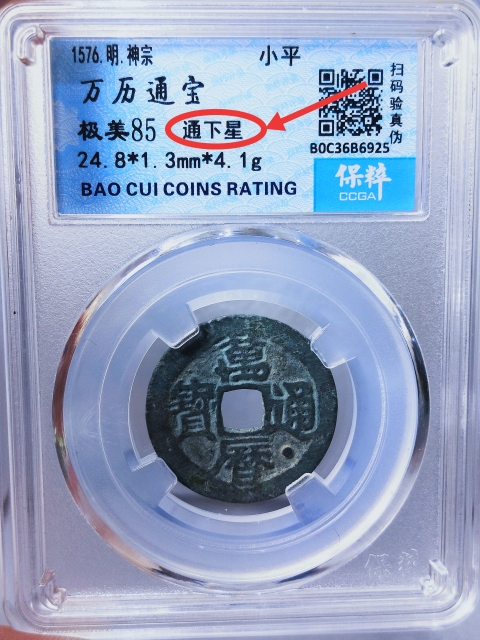 1576.明.神宗 小平
万历通宝
极美85 通下星
24.8*1.3mm*4.1g
BAO CUI COINS RATING
扫码验真伪
B0C36B6925
保粹
CCGA
萬曆通寶
保粹